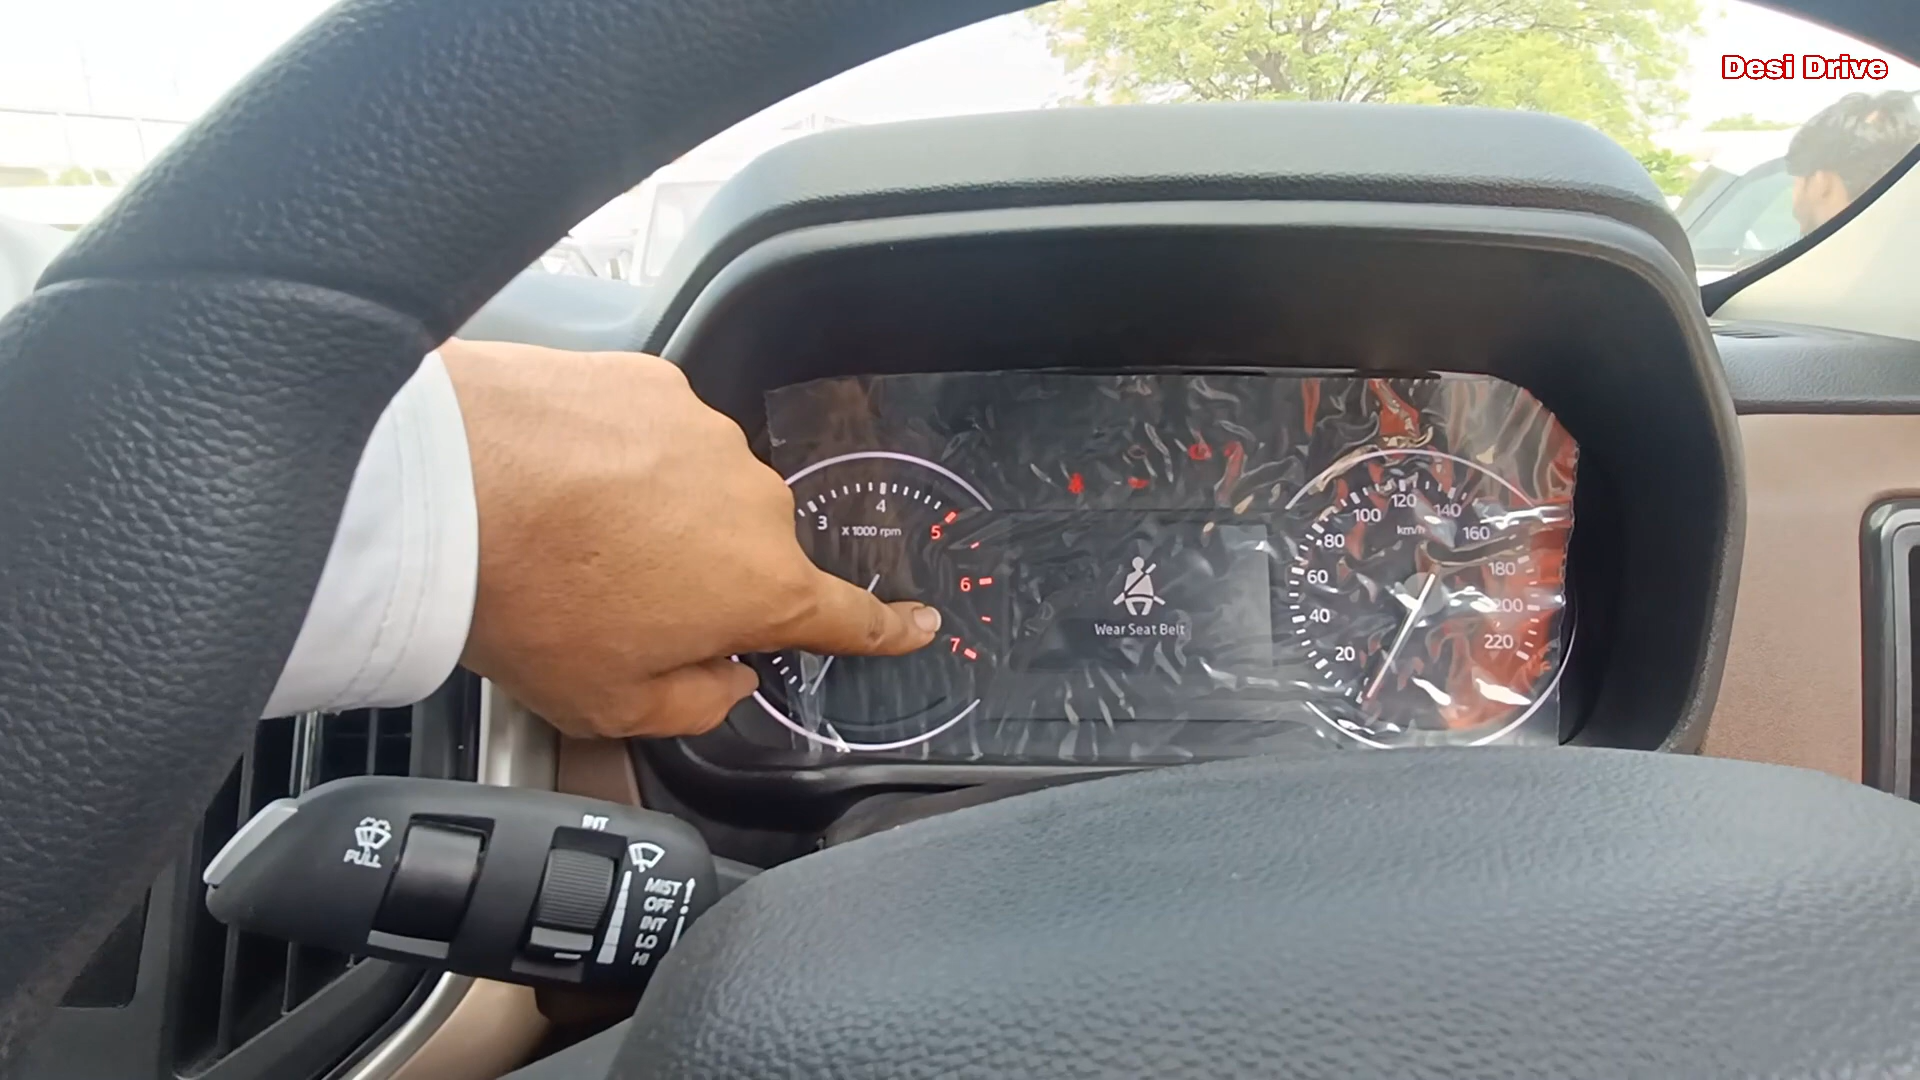 Desi Drive
3
4
5
6
7
X 1000 rpm
Wear Seat Belt
20
40
60
80
100
120
140
160
180
200
220
km/h
PULL
INT
MIST
OFF
INT
LO
HI